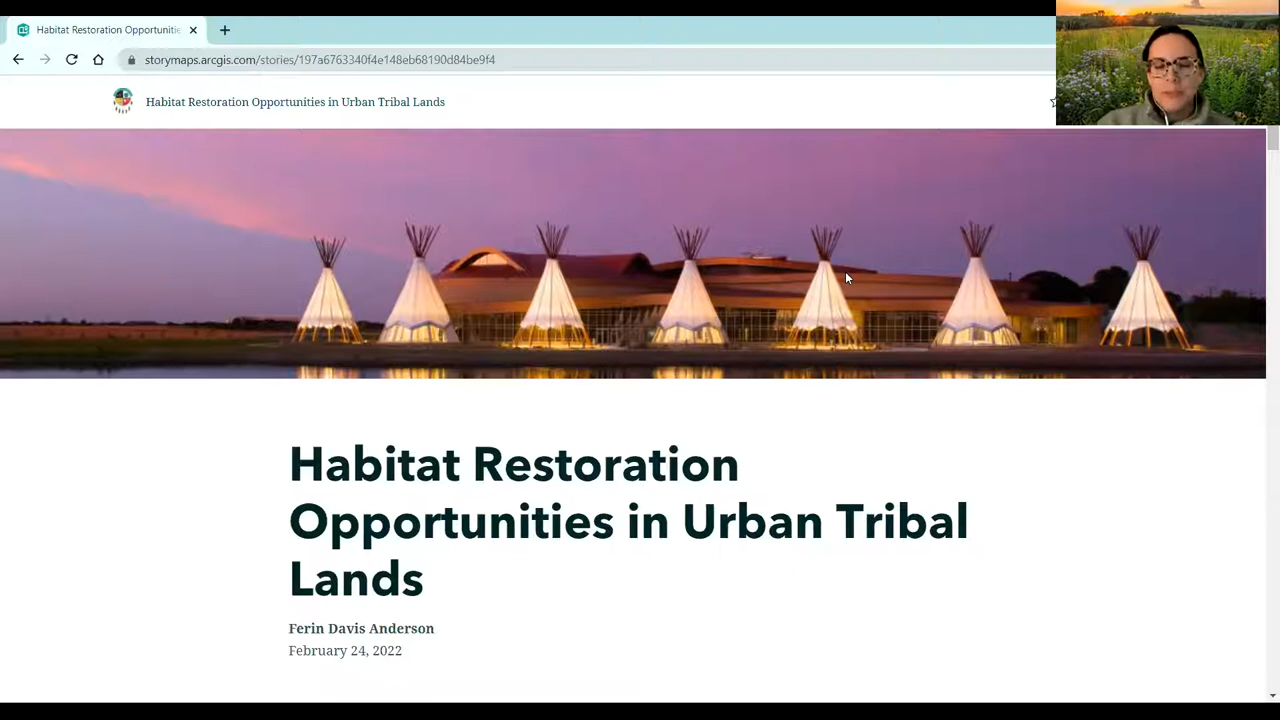 Habitat Restoration Opportuniti
storymaps.arcgis.com/stories/197a6763340f4e148eb68190d84be9f4
Habitat Restoration Opportunities in Urban Tribal Lands
Habitat Restoration
Opportunities in Urban Tribal
Lands
Ferin Davis Anderson
February 24, 2022